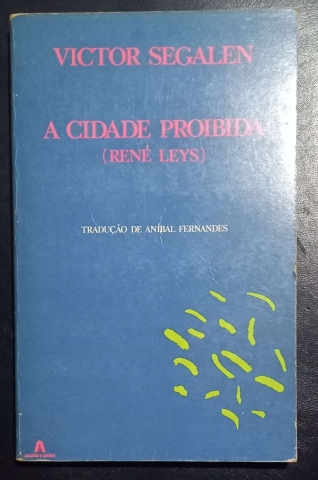 VICTOR SEGALEN
A CIDADE PROIBIDA
(RENÉ LEYS)
TRADUÇÃO DE ANÍBAL FERNANDES